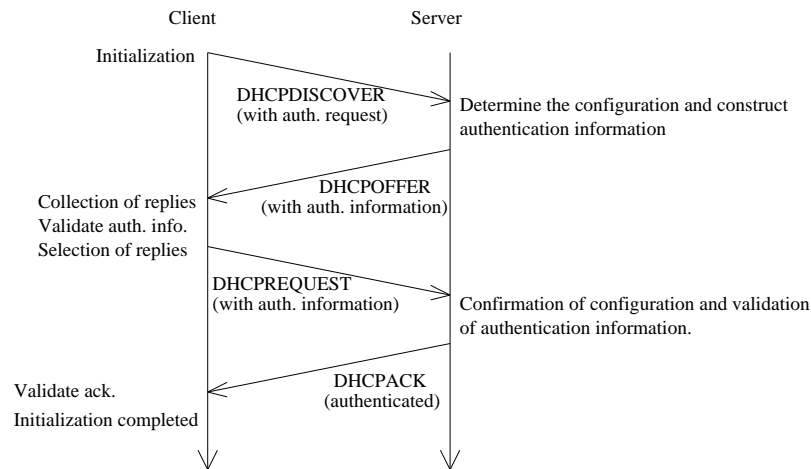 Client
Server
Initialization
DHCPDISCOVER
(with auth. request)
Determine the configuration and construct
authentication information
DHCPOFFER
(with auth. information)
Collection of replies
Validate auth. info.
Selection of replies
DHCPREQUEST
(with auth. information)
Confirmation of configuration and validation
of authentication information.
DHCPACK
(authenticated)
Validate ack.
Initialization completed